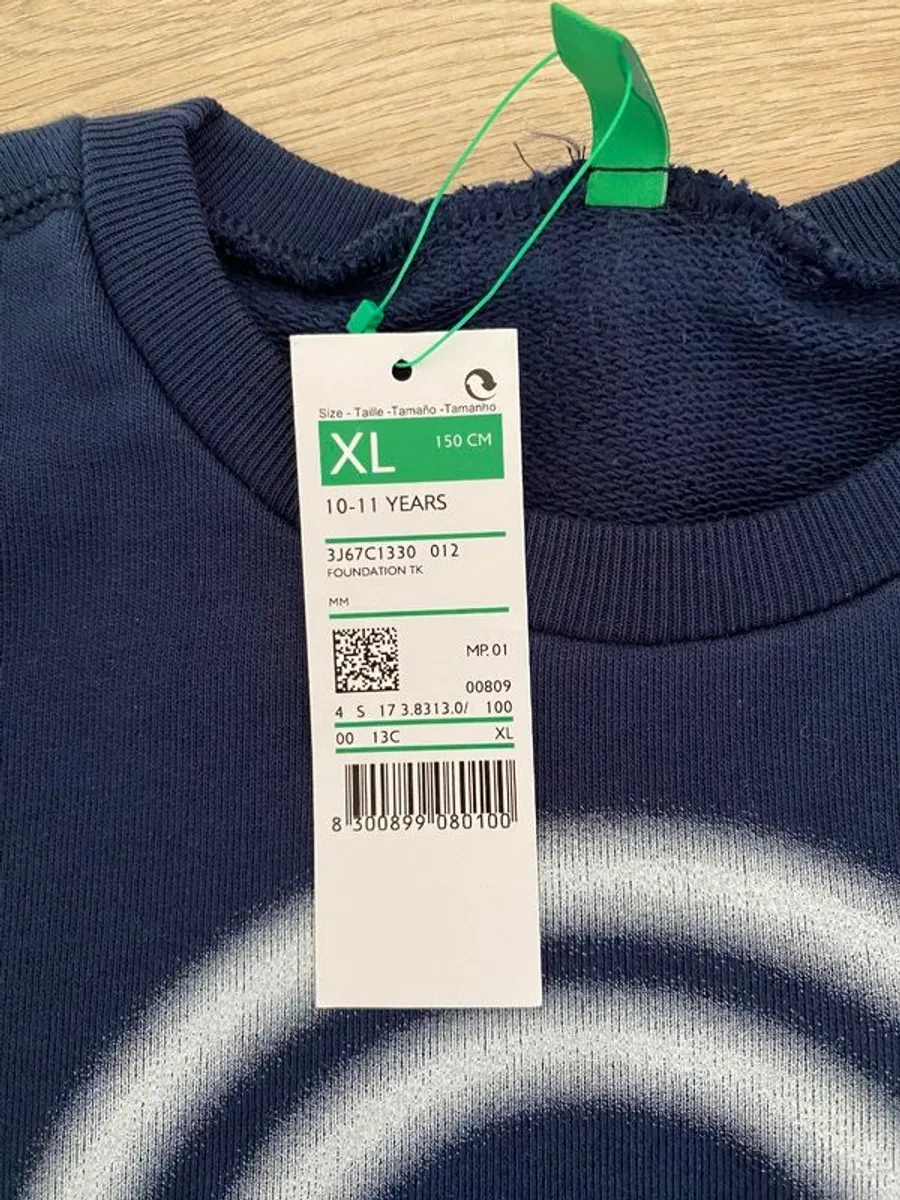 Size - Taille -Tamaño -Tamanho
XL 150 CM
10-11 YEARS
3J67C1330 012
FOUNDATION TK
MM
MP.01
00809
4 S 17 3.8313.0/ 100
00 13C XL
8 300899 080100